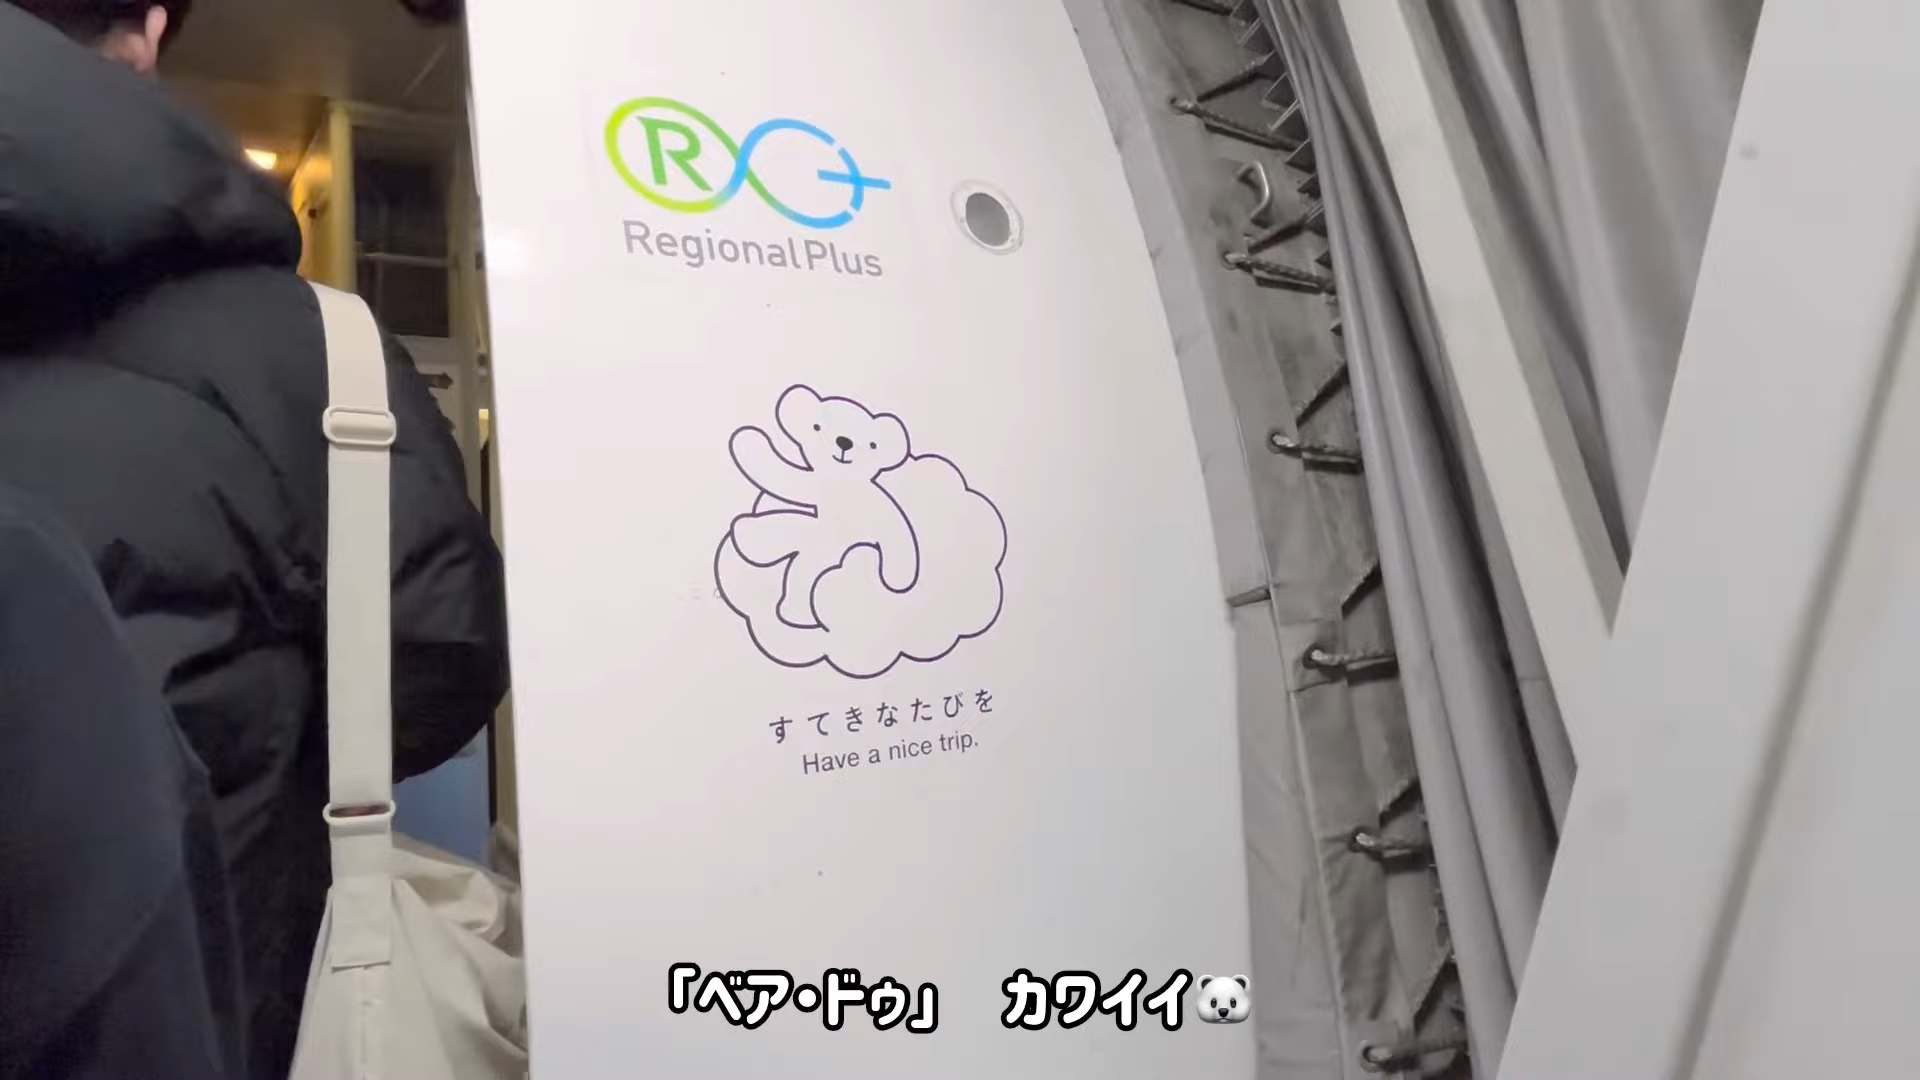 R
Regional Plus
すてきなたびを
Have a nice trip.
「ベア・ドゥ」　カワイイ🐻‍❄️